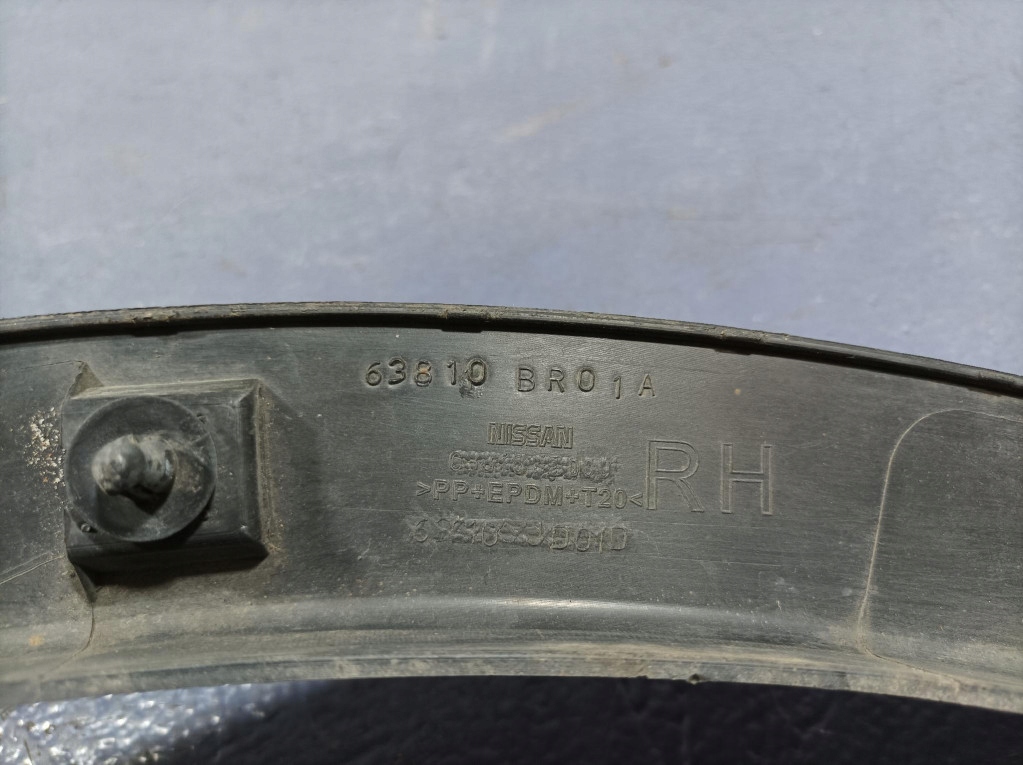 63810 BR01A
NISSAN
>PP+EPDM+T20<
RH